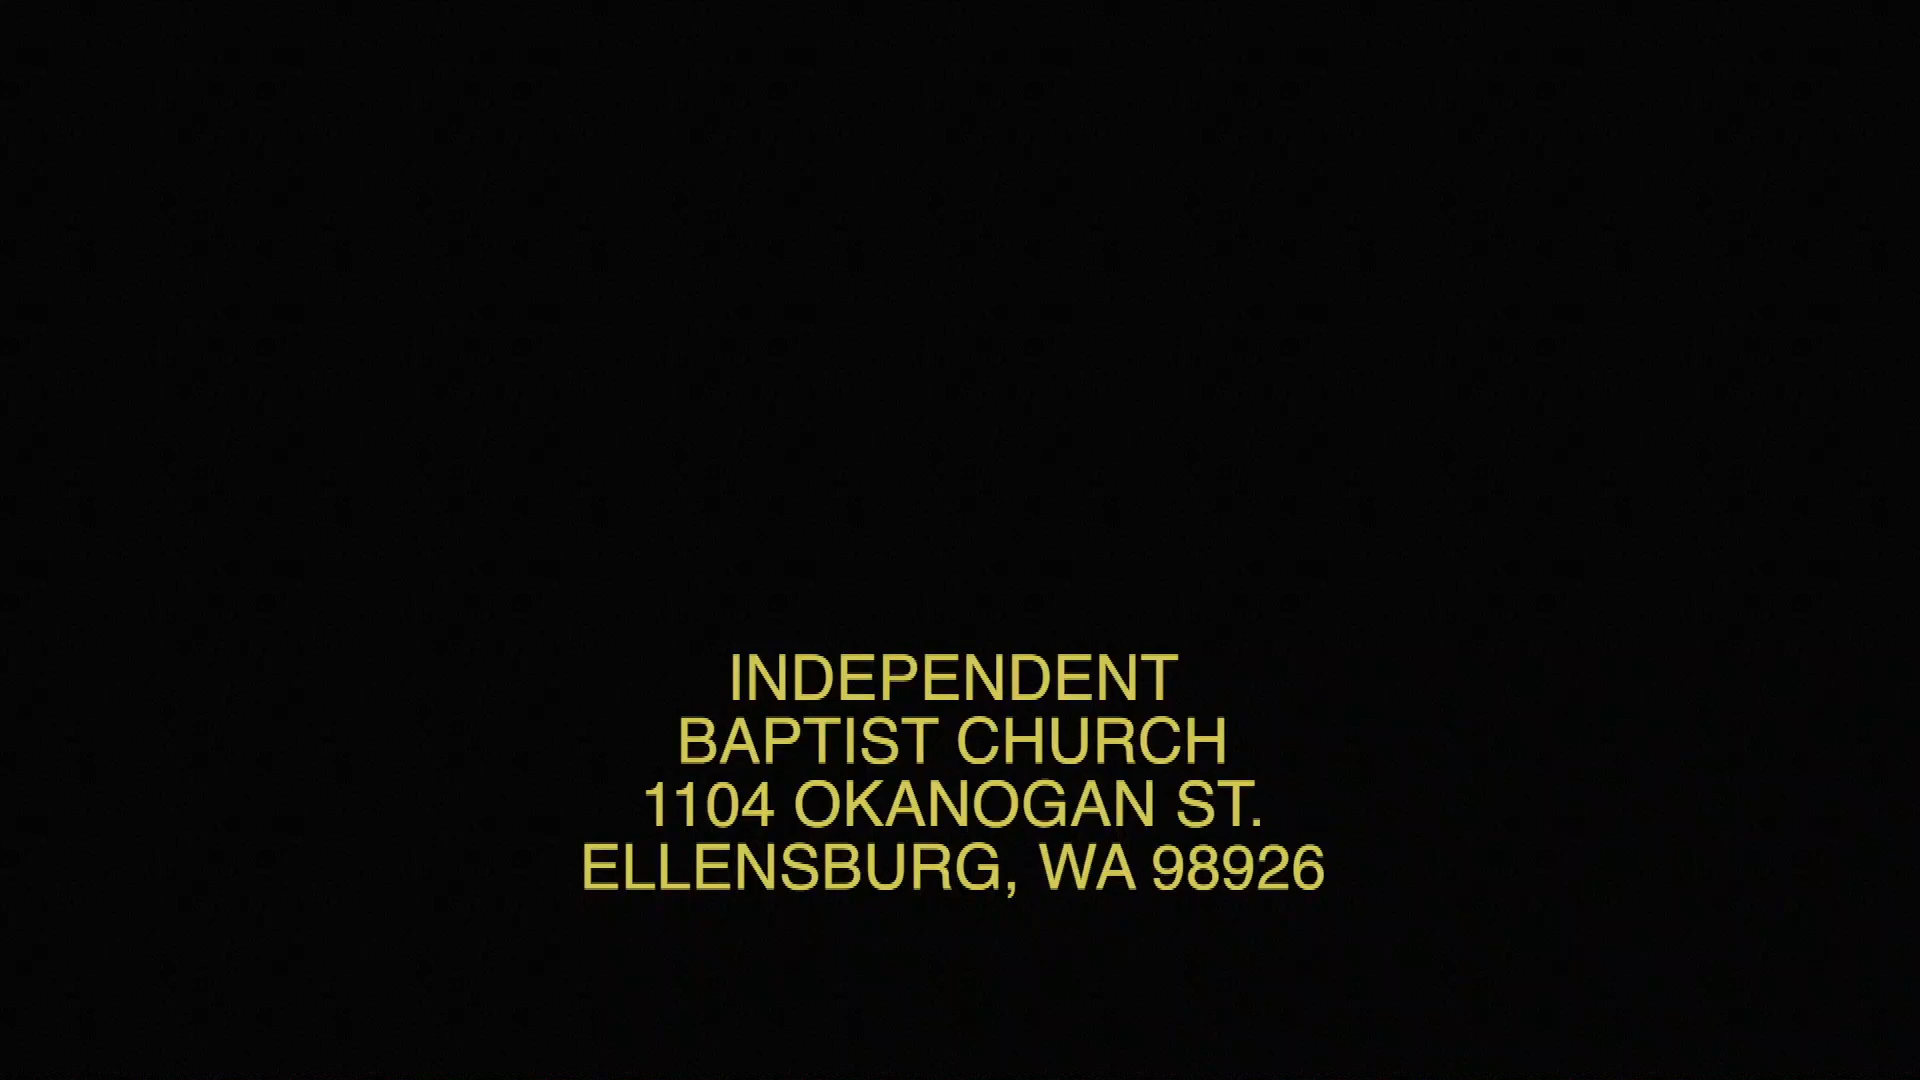 INDEPENDENT
BAPTIST CHURCH
1104 OKANOGAN ST.
ELLENSBURG, WA 98926